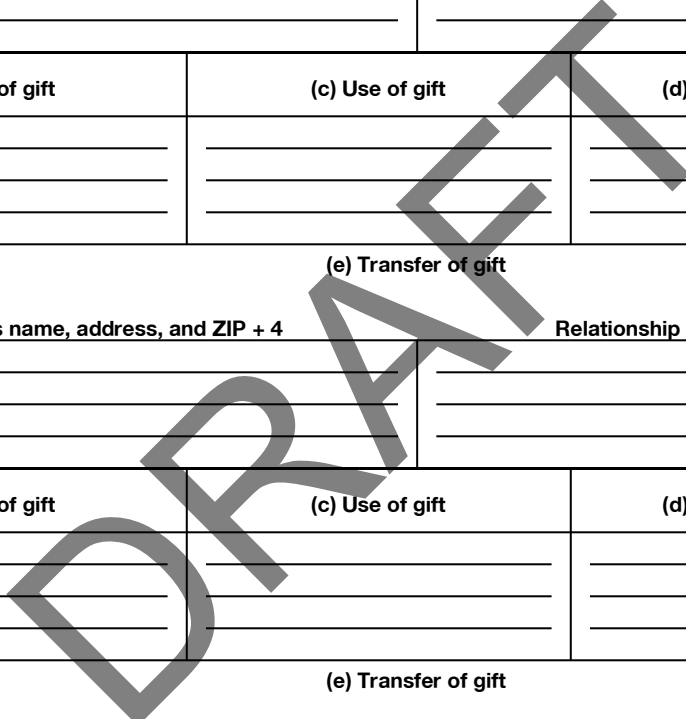 of gift (c) Use of gift (d)
(e) Transfer of gift
name, address, and ZIP + 4 Relationship
of gift (c) Use of gift (d)
(e) Transfer of gift
DRAFT